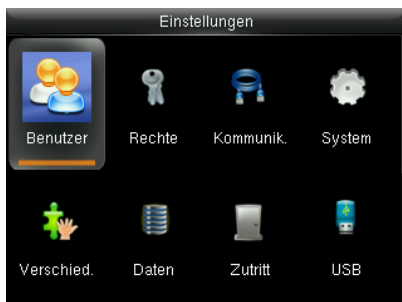 Einstellungen
Benutzer Rechte Kommunik. System
Verschied. Daten Zutritt USB